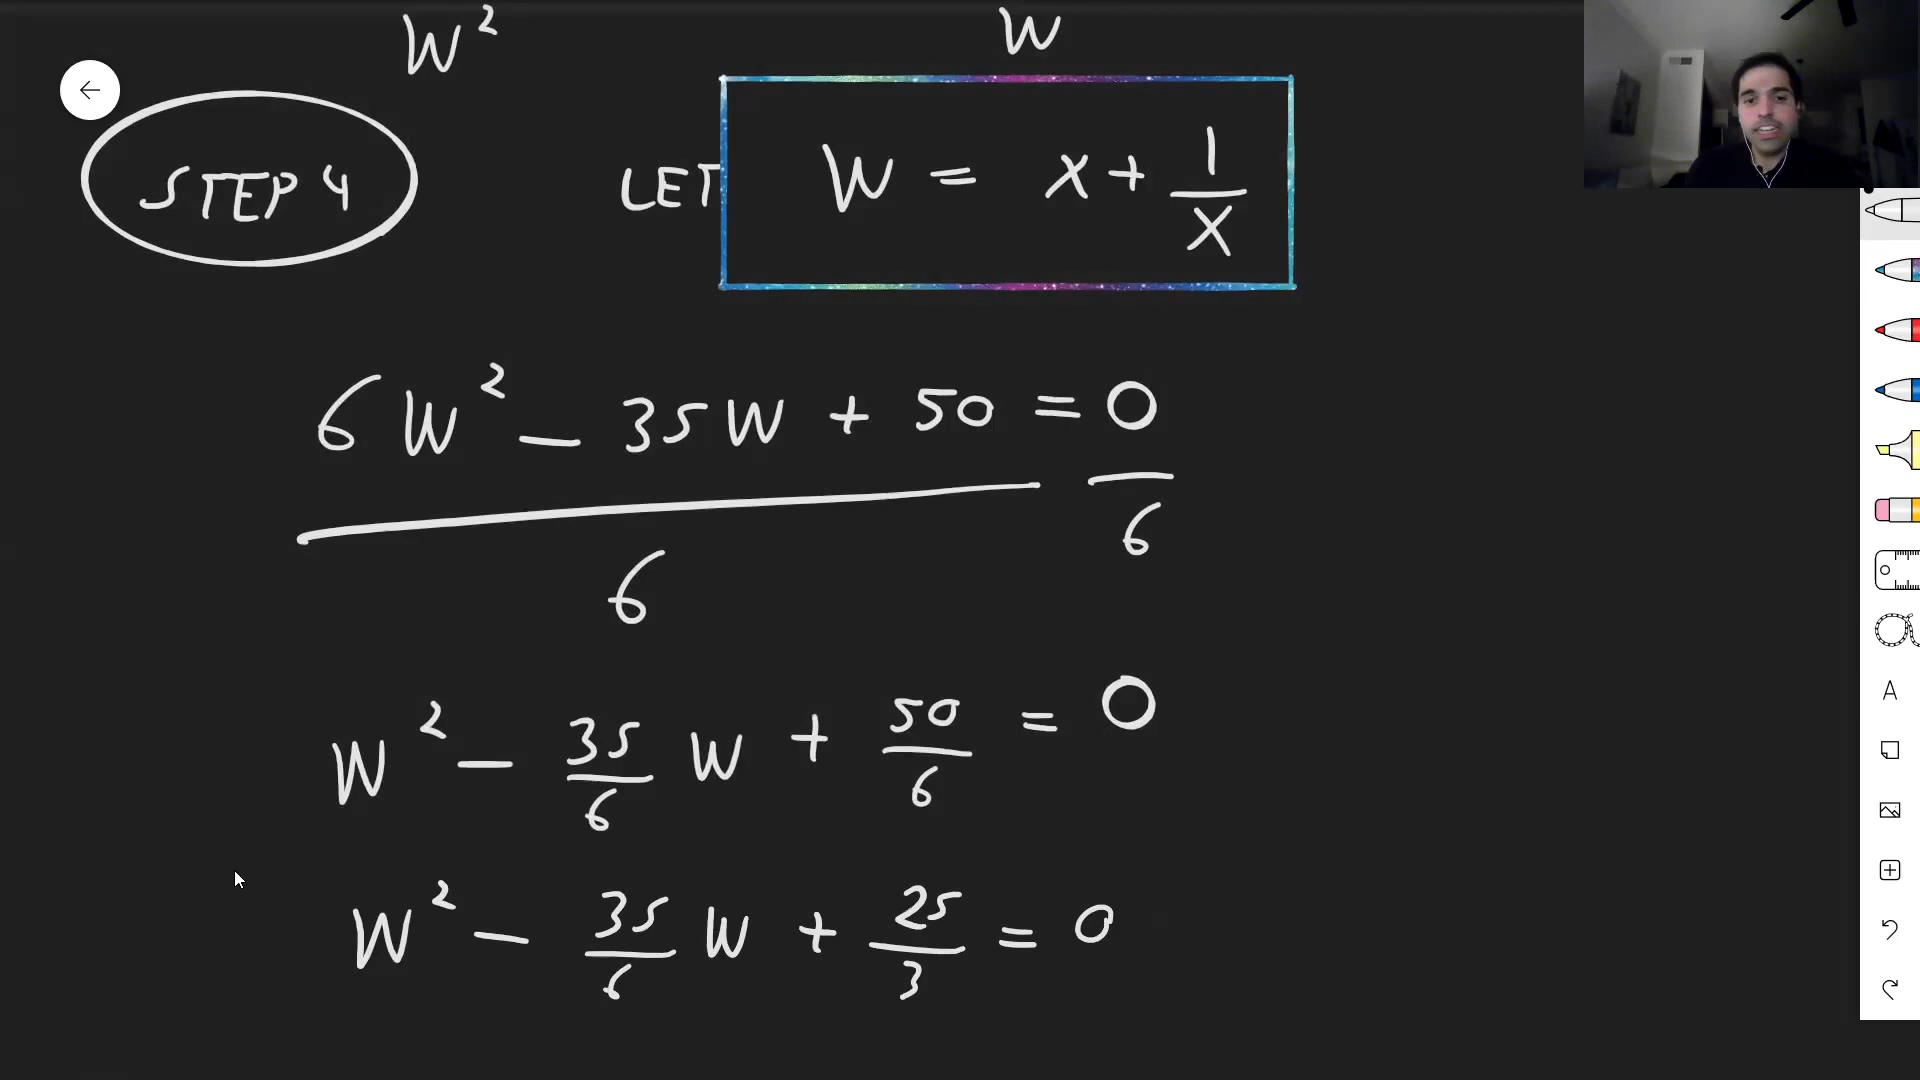 W² W
STEP 4 LET W = X + 1/X
6W² - 35W + 50 = 0
6 6
W² - 35/6 W + 50/6 = 0
W² - 35/6 W + 25/3 = 0
A